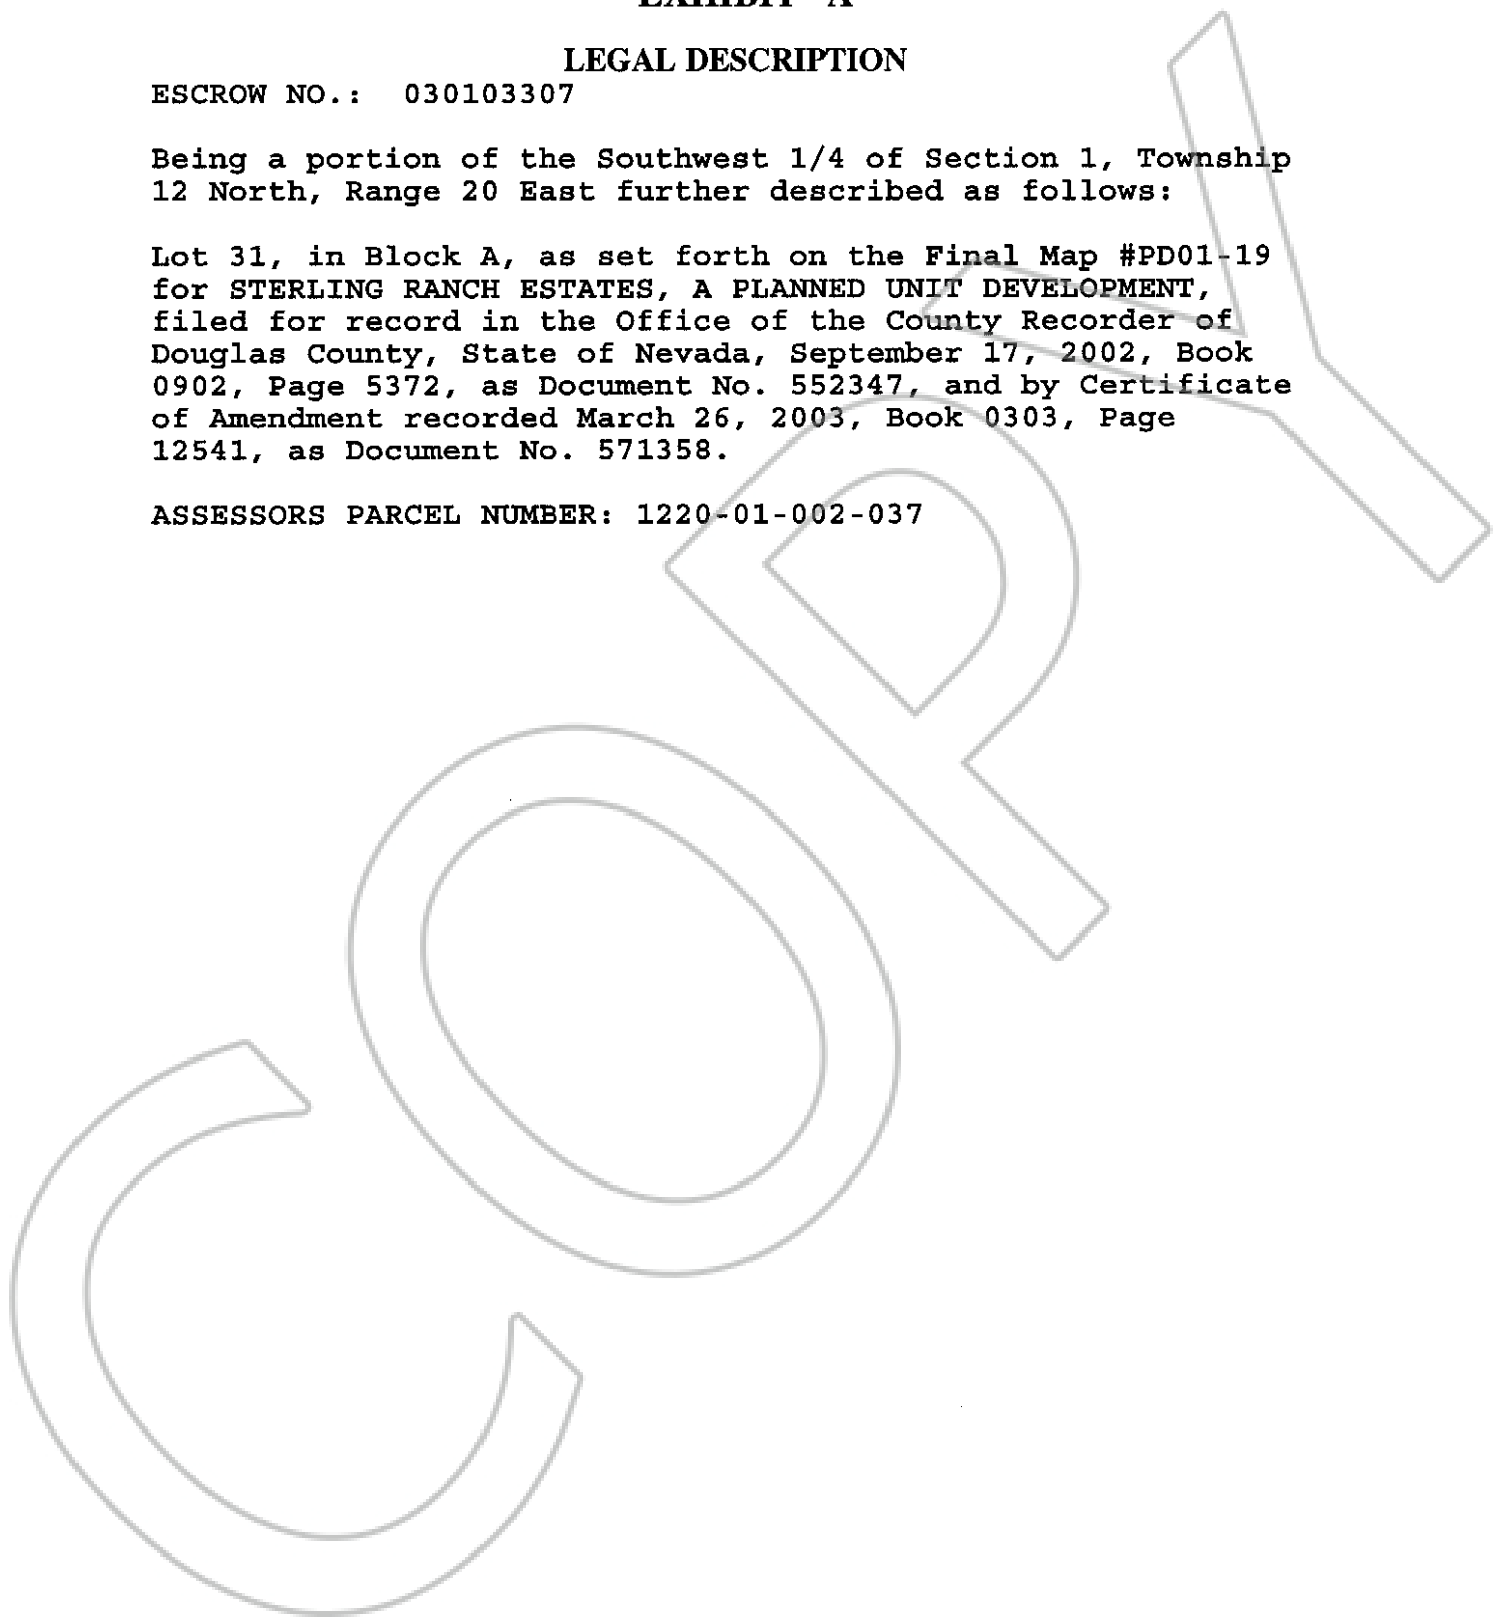 EXHIBIT "A"
LEGAL DESCRIPTION
ESCROW NO.: 030103307
Being a portion of the Southwest 1/4 of Section 1, Township
12 North, Range 20 East further described as follows:
Lot 31, in Block A, as set forth on the Final Map #PD01-19
for STERLING RANCH ESTATES, A PLANNED UNIT DEVELOPMENT,
filed for record in the Office of the County Recorder of
Douglas County, State of Nevada, September 17, 2002, Book
0902, Page 5372, as Document No. 552347, and by Certificate
of Amendment recorded March 26, 2003, Book 0303, Page
12541, as Document No. 571358.
ASSESSORS PARCEL NUMBER: 1220-01-002-037
COPY